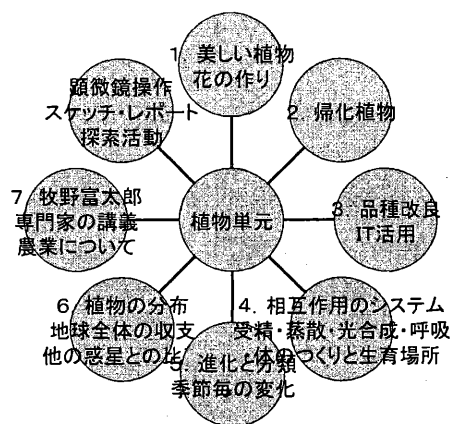 1. 美しい植物
花の作り
2. 帰化植物
3. 品種改良
IT活用
4. 相互作用のシステム
受精・蒸散・光合成・呼吸
体のつくりと生育場所
5. 進化と分類
季節毎の変化
6. 植物の分布
地球全体の収支
他の惑星との
7. 牧野富太郎
専門家の講義
農業について
顕微鏡操作
スケッチ・レポート
探索活動
植物単元